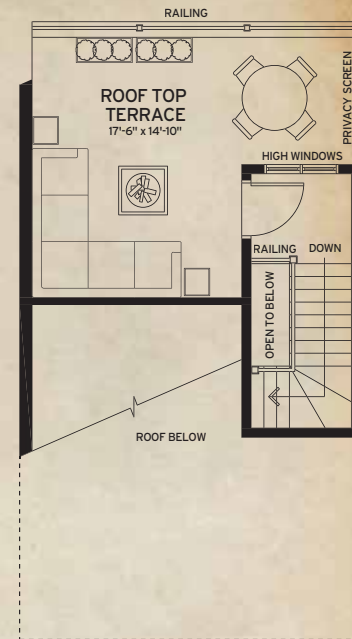 RAILING
ROOF TOP
TERRACE
17'-6" x 14'-10"
PRIVACY SCREEN
HIGH WINDOWS
RAILING
DOWN
OPEN TO BELOW
ROOF BELOW